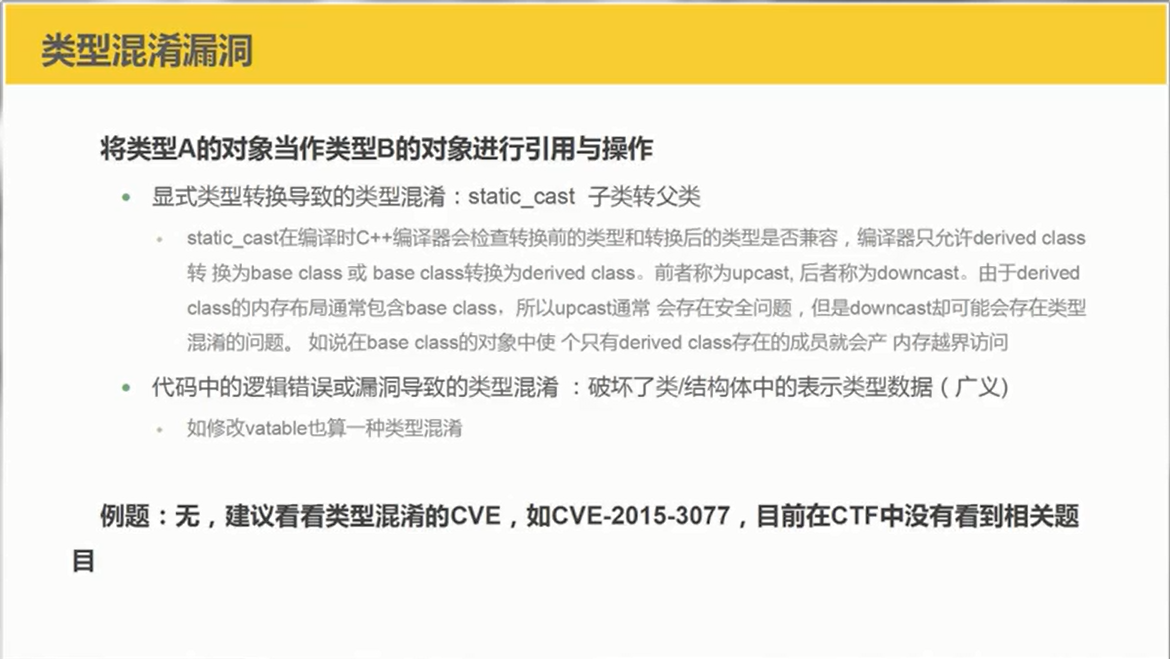 类型混淆漏洞
将类型A的对象当作类型B的对象进行引用与操作
显式类型转换导致的类型混淆：static_cast 子类转父类
static_cast在编译时C++编译器会检查转换前的类型和转换后的类型是否兼容，编译器只允许derived class
转 换为base class 或 base class转换为derived class。前者称为upcast, 后者称为downcast。由于derived
class的内存布局通常包含base class，所以upcast通常 会存在安全问题，但是downcast却可能会存在类型
混淆的问题。 如说在base class的对象中使 个只有derived class存在的成员就会产 内存越界访问
代码中的逻辑错误或漏洞导致的类型混淆 ：破坏了类/结构体中的表示类型数据（广义）
如修改vatable也算一种类型混淆
例题：无，建议看看类型混淆的CVE，如CVE-2015-3077，目前在CTF中没有看到相关题
目